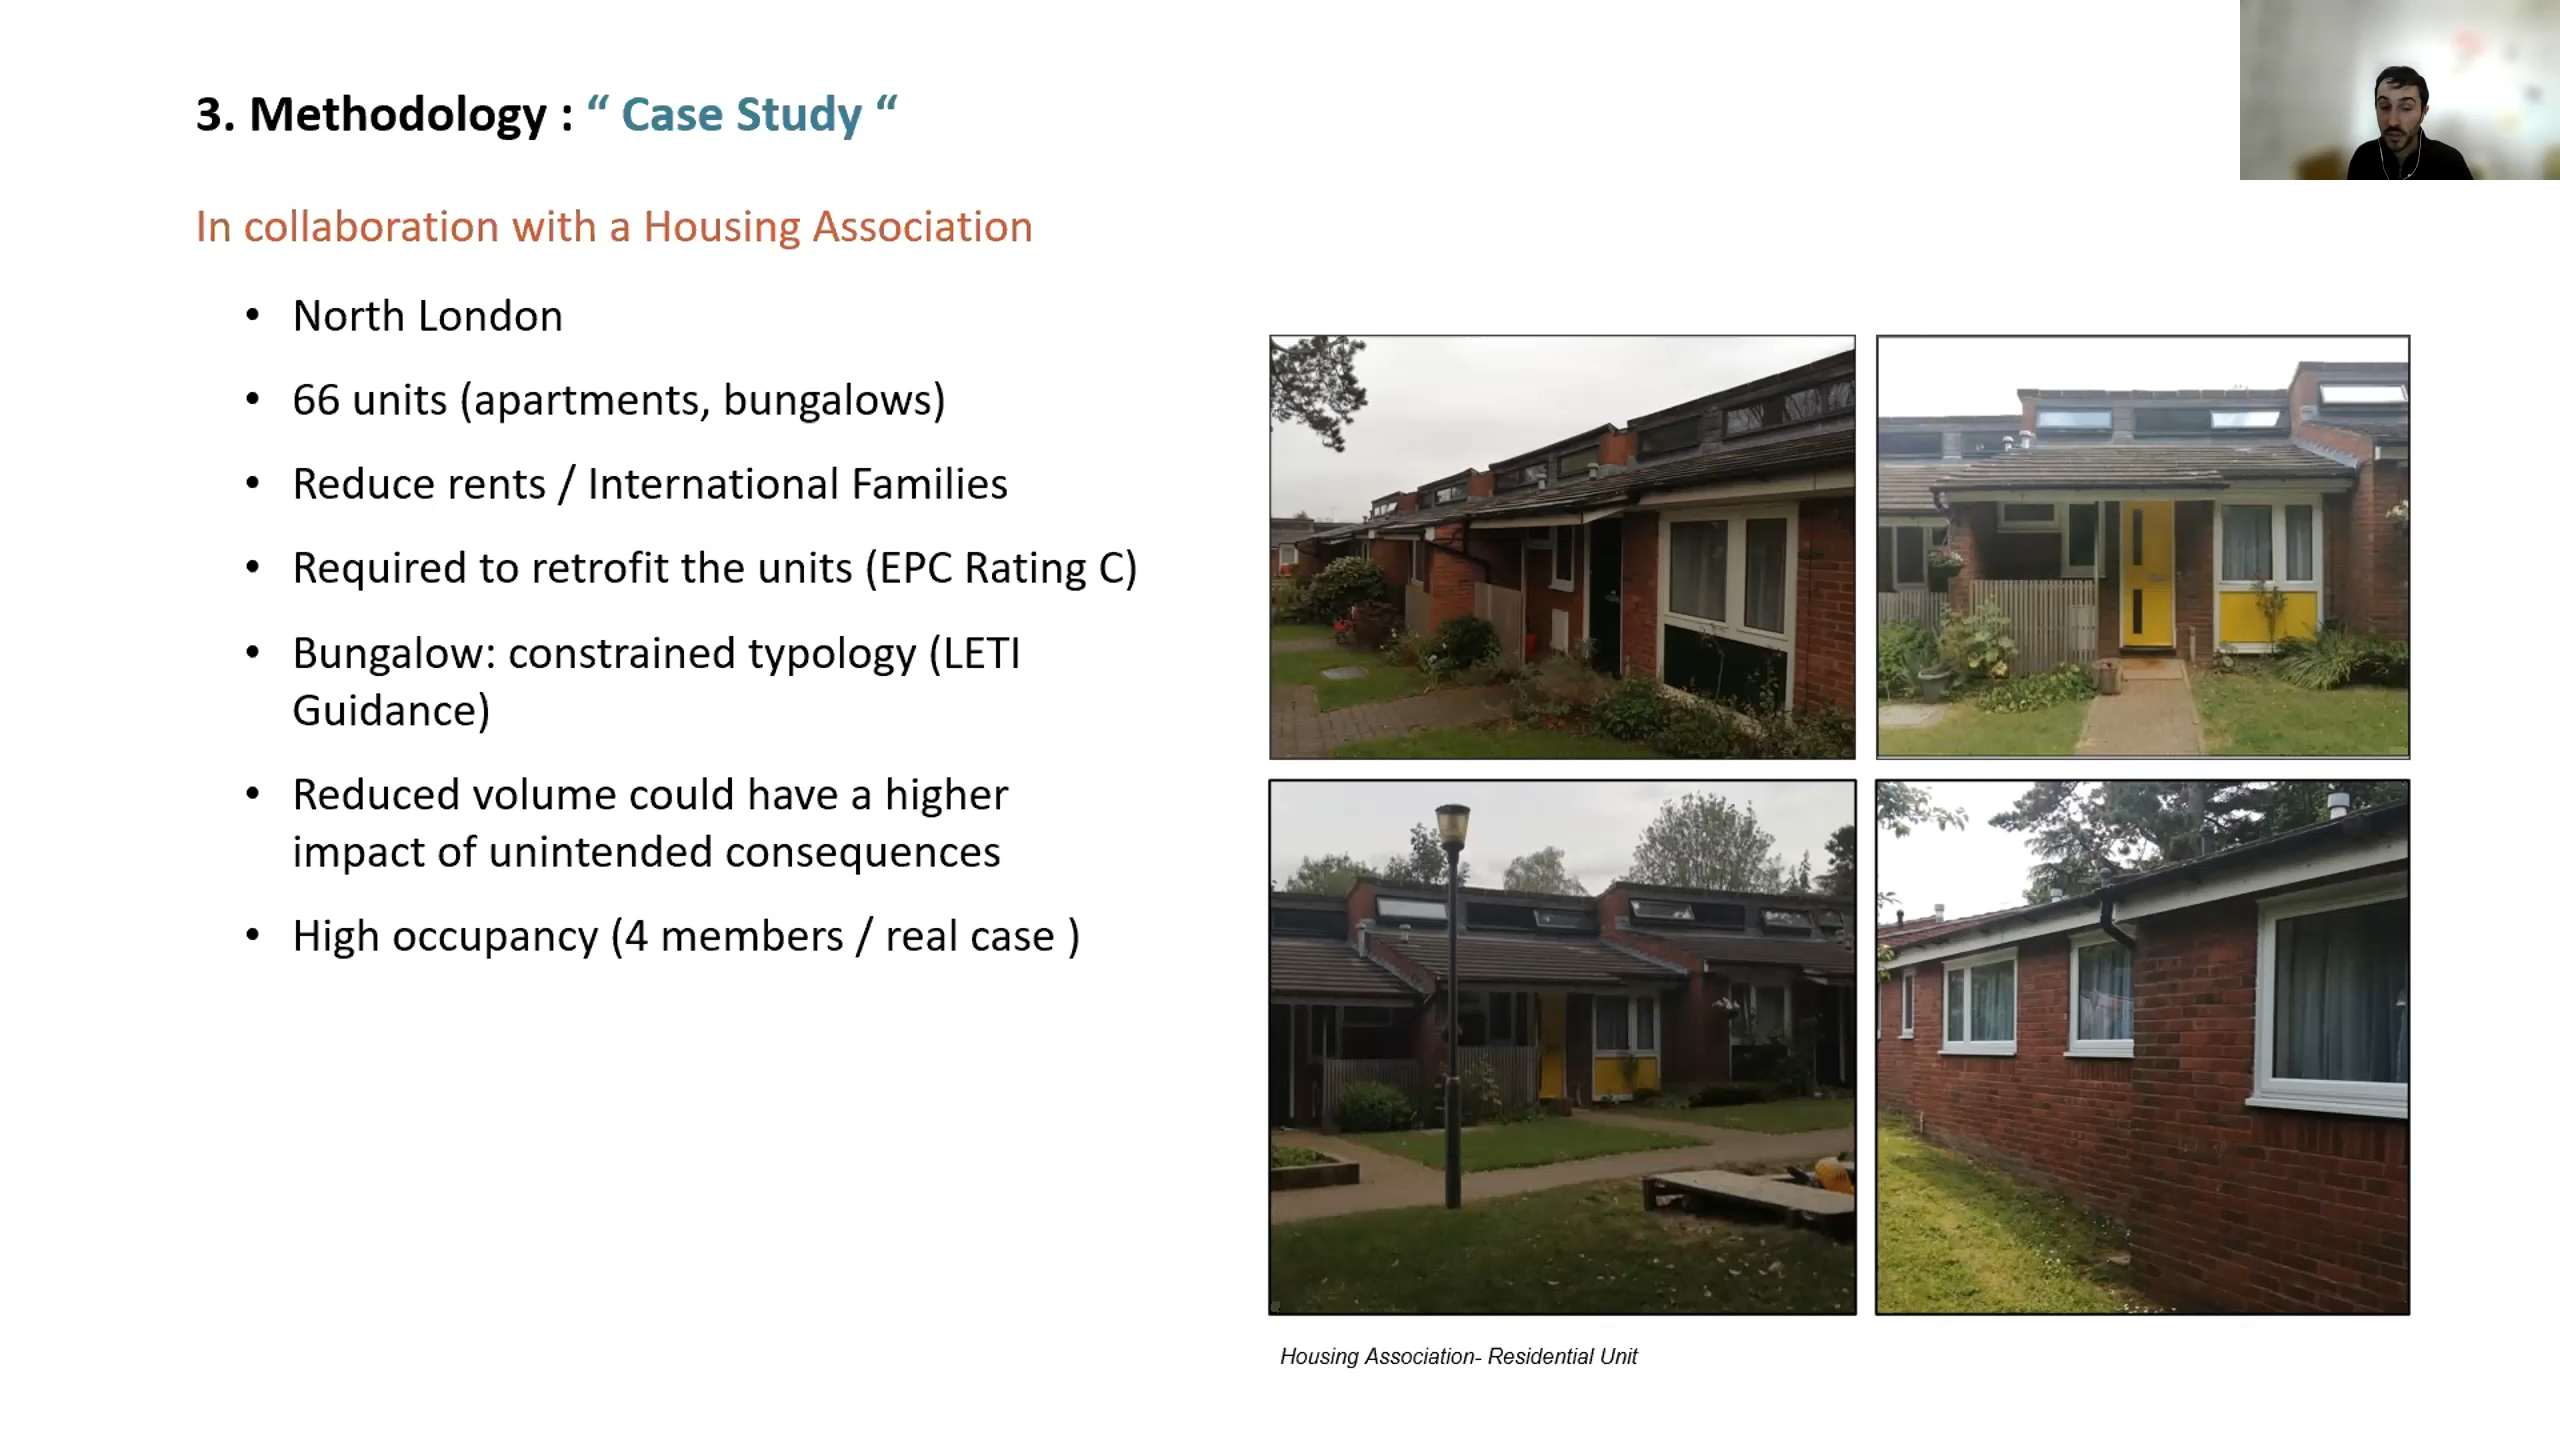 3. Methodology : “ Case Study “
In collaboration with a Housing Association
• North London
• 66 units (apartments, bungalows)
• Reduce rents / International Families
• Required to retrofit the units (EPC Rating C)
• Bungalow: constrained typology (LETI
Guidance)
• Reduced volume could have a higher
impact of unintended consequences
• High occupancy (4 members / real case )
Housing Association- Residential Unit